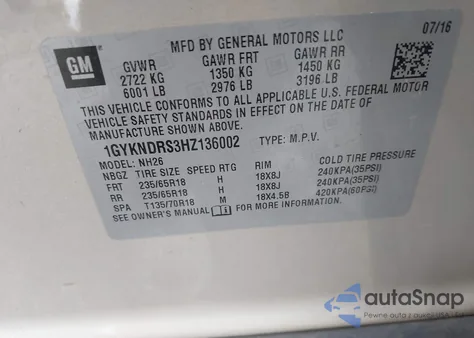 GM
MFD BY GENERAL MOTORS LLC 07/16
GVWR GAWR FRT GAWR RR
2722 KG 1350 KG 1450 KG
6001 LB 2976 LB 3196 LB
THIS VEHICLE CONFORMS TO ALL APPLICABLE U.S. FEDERAL MOTOR
VEHICLE SAFETY STANDARDS IN EFFECT ON THE DATE OF
MANUFACTURE SHOWN ABOVE.
1GYKNDRS3HZ136002 TYPE: M.P.V.
MODEL: NH26
NBGZ TIRE SIZE SPEED RTG RIM
FRT 235/65R18 H 18X8J 240KPA(35PSI)
RR 235/65R18 H 18X8J 240KPA(35PSI)
SPA T135/70R18 M 18X4.5B 420KPA(60PSI)
SEE OWNER'S MANUAL FOR MORE INFORMATION.
autoSnap
Pewne auto z USA